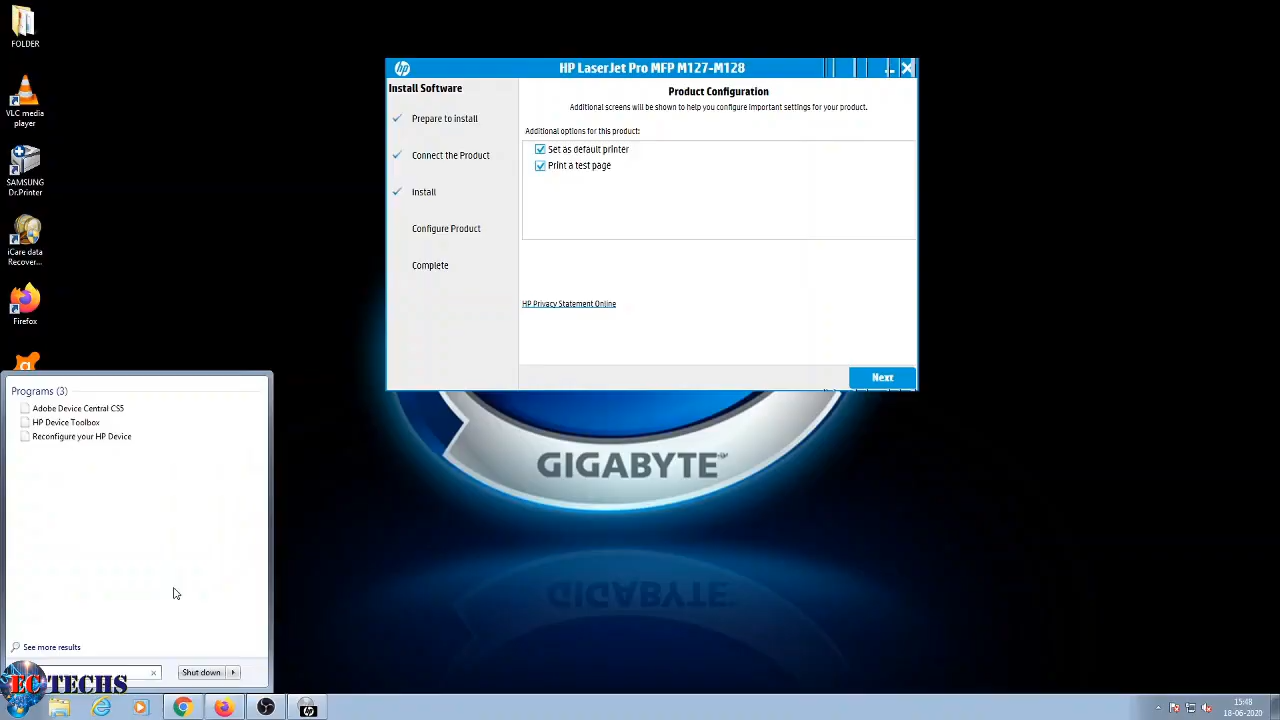 FOLDER
VLC media
player
SAMSUNG
Dr.Printer
iCare data
Recover...
Firefox
HP LaserJet Pro MFP M127-M128
Install Software
Prepare to install
Connect the Product
Install
Configure Product
Complete
Product Configuration
Additional screens will be shown to help you configure important settings for your product.
Additional options for this product:
Set as default printer
Print a test page
HP Privacy Statement Online
Next
GIGABYTE™
Programs (3)
Adobe Device Central CS5
HP Device Toolbox
Reconfigure your HP Device
See more results
Shut down
EC TECHS
15:48
18-06-2020